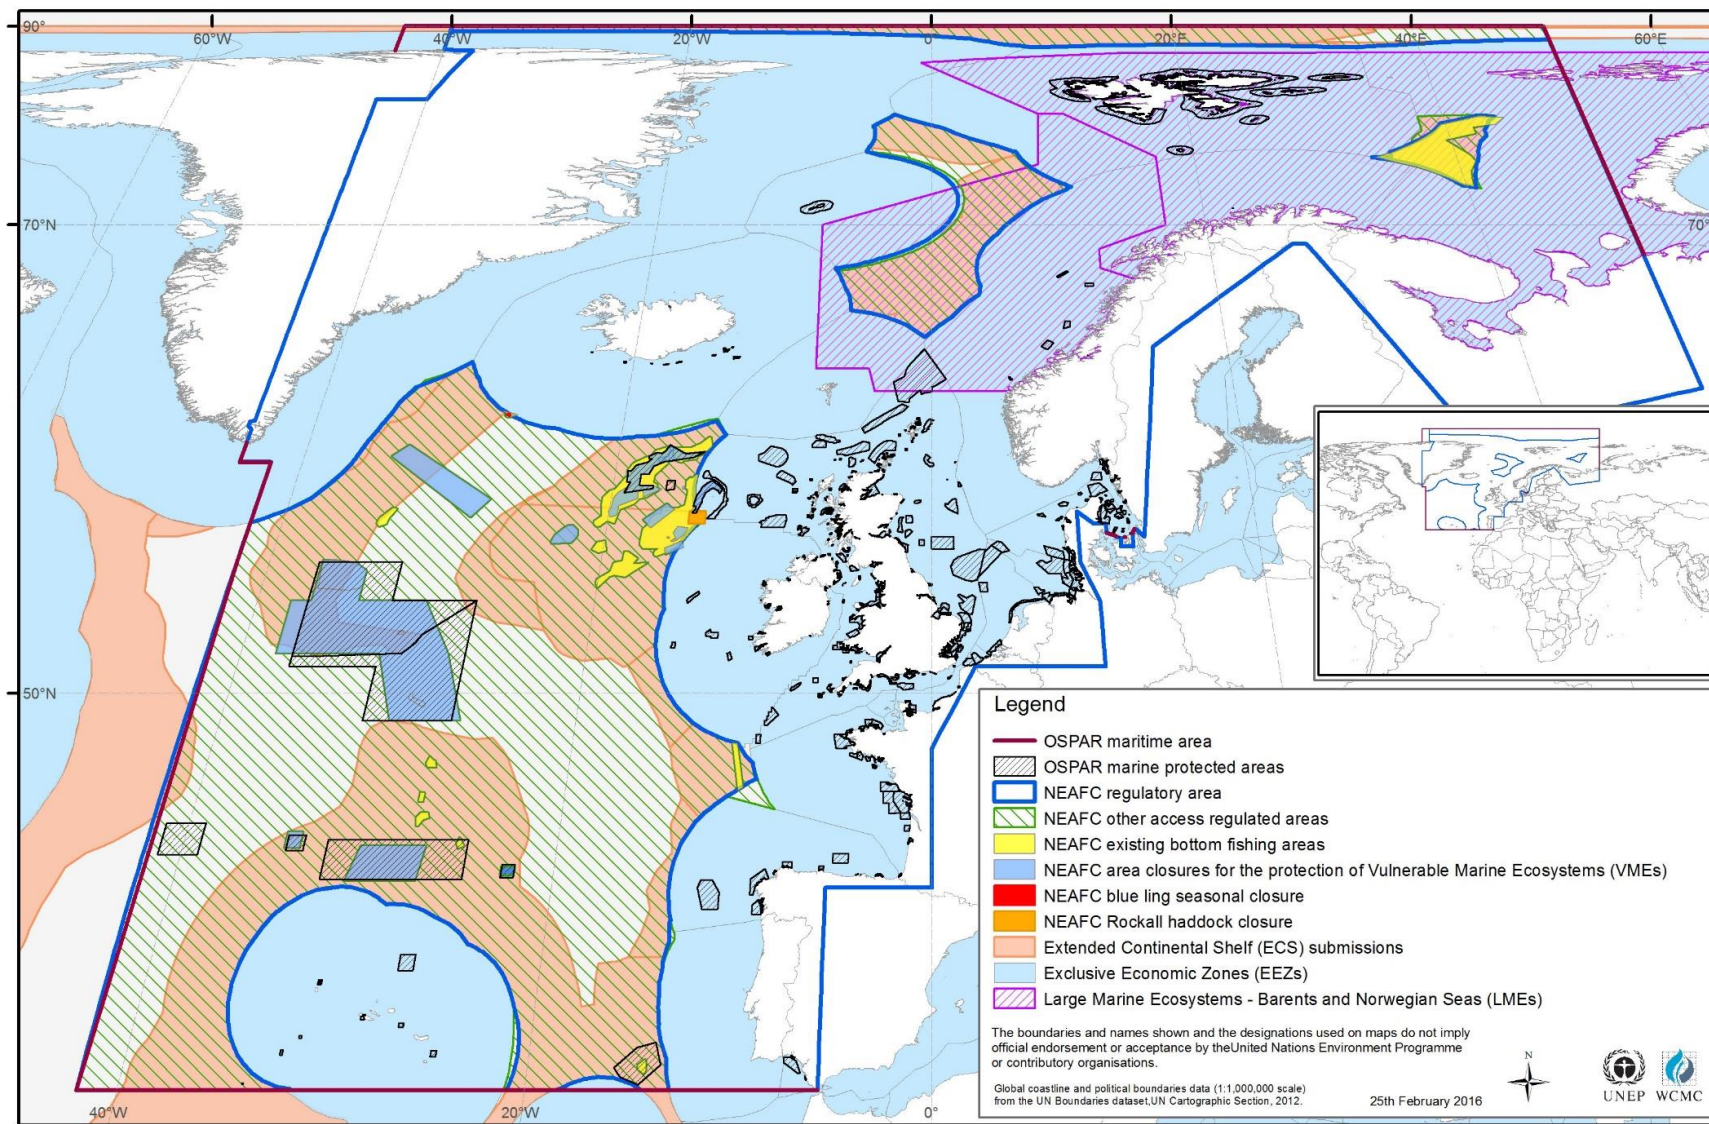 90°
60°W
40°W
20°W
0°
20°E
40°E
60°E
70°N
70°
50°N
Legend
OSPAR maritime area
OSPAR marine protected areas
NEAFC regulatory area
NEAFC other access regulated areas
NEAFC existing bottom fishing areas
NEAFC area closures for the protection of Vulnerable Marine Ecosystems (VMEs)
NEAFC blue ling seasonal closure
NEAFC Rockall haddock closure
Extended Continental Shelf (ECS) submissions
Exclusive Economic Zones (EEZs)
Large Marine Ecosystems - Barents and Norwegian Seas (LMEs)
The boundaries and names shown and the designations used on maps do not imply
official endorsement or acceptance by theUnited Nations Environment Programme
or contributory organisations.
Global coastline and political boundaries data (1:1,000,000 scale)
from the UN Boundaries dataset,UN Cartographic Section, 2012.
25th February 2016
N
UNEP WCMC
40°W
20°W
0°